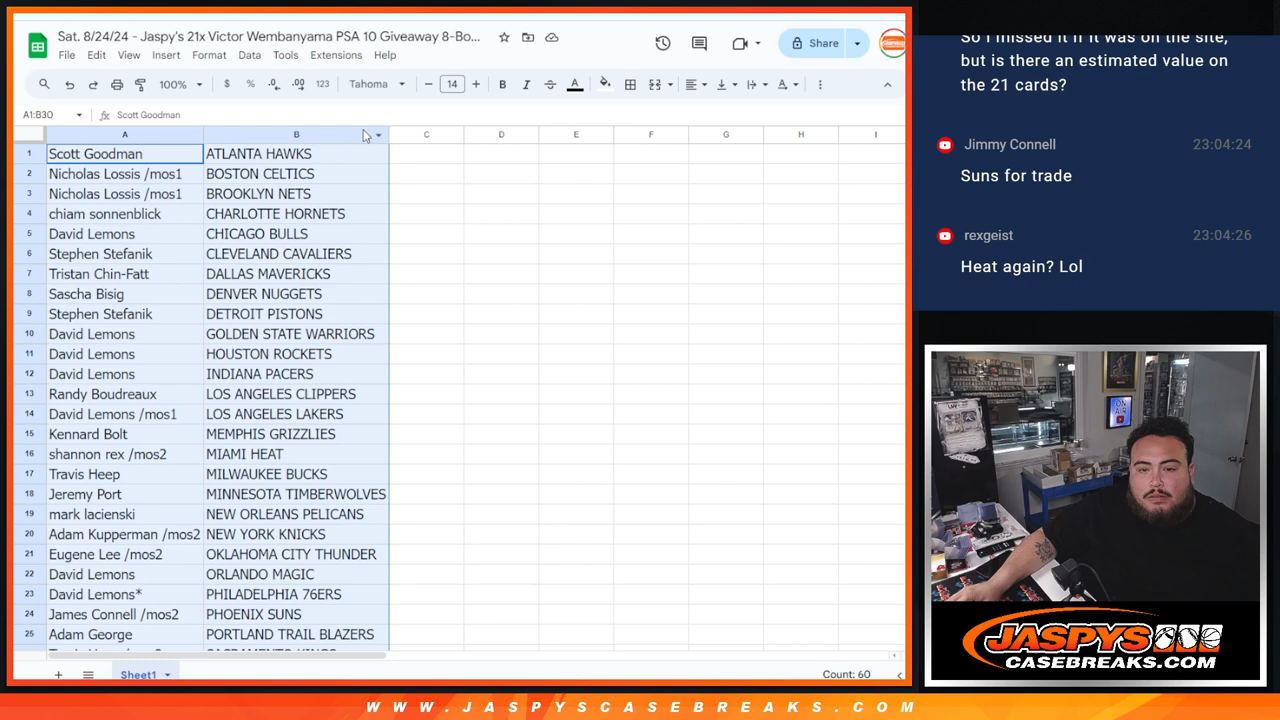 Sat. 8/24/24 - Jaspy's 21x Victor Wembanyama PSA 10 Giveaway 8-Bo...
File Edit View Insert Format Data Tools Extensions Help
Share
100% $ % .0 .00 123 Tahoma 14 B I A
A1:B30 fx Scott Goodman
A B C D E F G H I
1 Scott Goodman ATLANTA HAWKS
2 Nicholas Lossis /mos1 BOSTON CELTICS
3 Nicholas Lossis /mos1 BROOKLYN NETS
4 chiam sonnenblick CHARLOTTE HORNETS
5 David Lemons CHICAGO BULLS
6 Stephen Stefanik CLEVELAND CAVALIERS
7 Tristan Chin-Fatt DALLAS MAVERICKS
8 Sascha Bisig DENVER NUGGETS
9 Stephen Stefanik DETROIT PISTONS
10 David Lemons GOLDEN STATE WARRIORS
11 David Lemons HOUSTON ROCKETS
12 David Lemons INDIANA PACERS
13 Randy Boudreaux LOS ANGELES CLIPPERS
14 David Lemons /mos1 LOS ANGELES LAKERS
15 Kennard Bolt MEMPHIS GRIZZLIES
16 shannon rex /mos2 MIAMI HEAT
17 Travis Heep MILWAUKEE BUCKS
18 Jeremy Port MINNESOTA TIMBERWOLVES
19 mark lacienski NEW ORLEANS PELICANS
20 Adam Kupperman /mos2 NEW YORK KNICKS
21 Eugene Lee /mos2 OKLAHOMA CITY THUNDER
22 David Lemons ORLANDO MAGIC
23 David Lemons* PHILADELPHIA 76ERS
24 James Connell /mos2 PHOENIX SUNS
25 Adam George PORTLAND TRAIL BLAZERS
Sheet1
Count: 60
So I missed it if it was on the site,
but is there an estimated value on
the 21 cards?
Jimmy Connell 23:04:24
Suns for trade
rexgeist 23:04:26
Heat again? Lol
ON AIR
JASPYS
CASEBREAKS.COM
WWW.JASPYSCASEBREAKS.COM